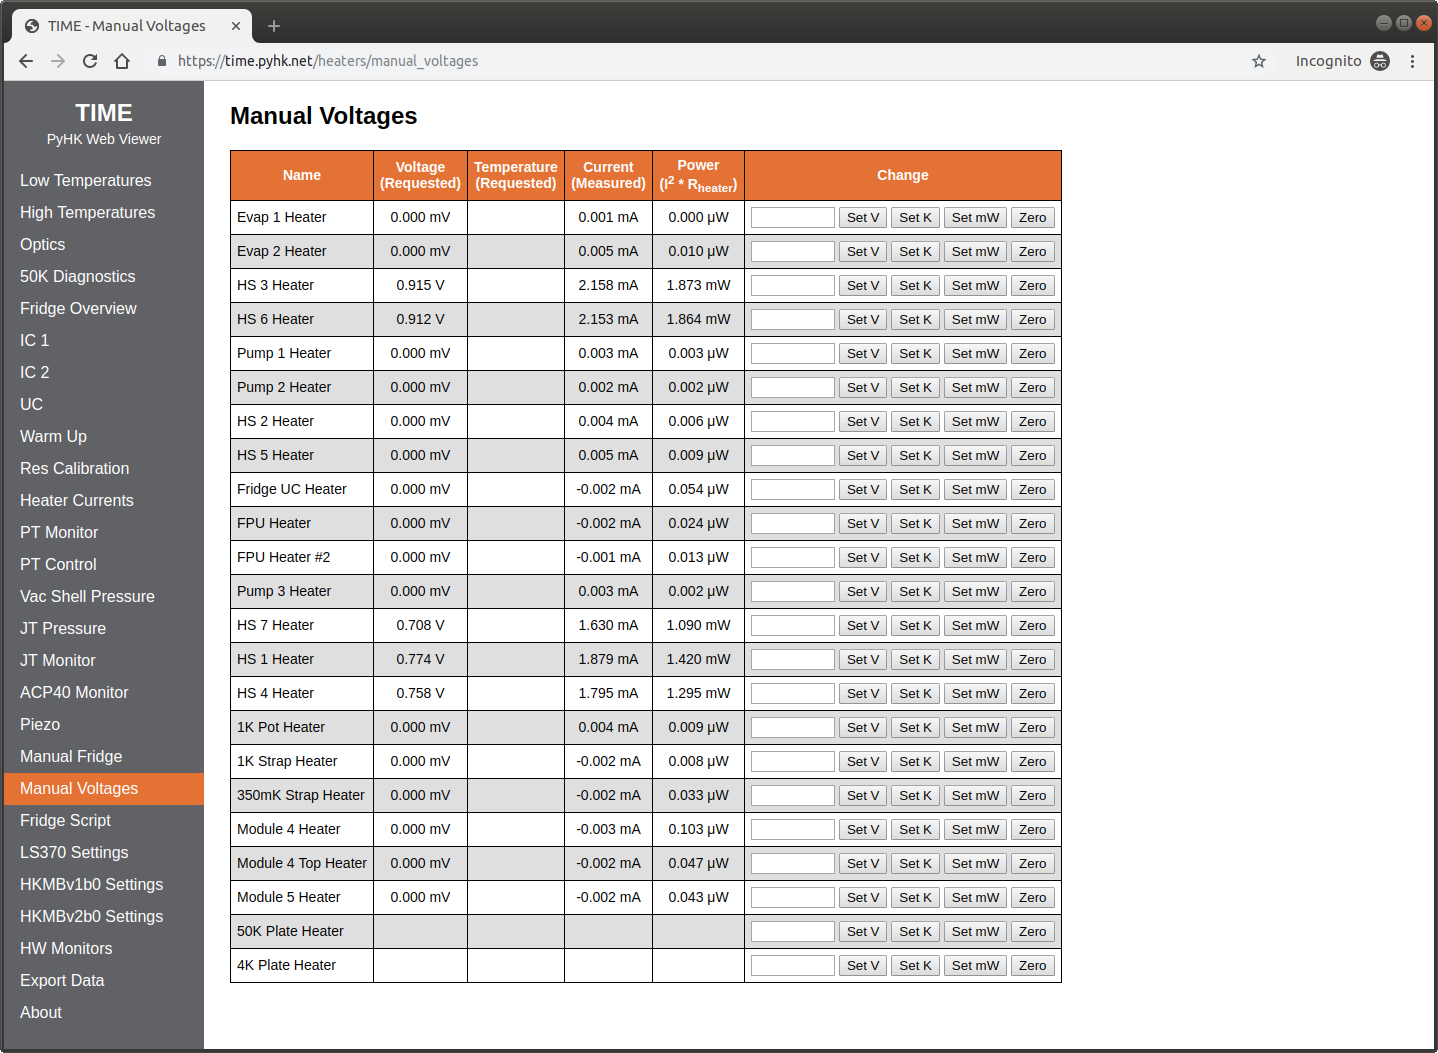 TIME - Manual Voltages
https://time.pyhk.net/heaters/manual_voltages
Incognito
TIME
PyHK Web Viewer
Low Temperatures
High Temperatures
Optics
50K Diagnostics
Fridge Overview
IC 1
IC 2
UC
Warm Up
Res Calibration
Heater Currents
PT Monitor
PT Control
Vac Shell Pressure
JT Pressure
JT Monitor
ACP40 Monitor
Piezo
Manual Fridge
Manual Voltages
Fridge Script
LS370 Settings
HKMBv1b0 Settings
HKMBv2b0 Settings
HW Monitors
Export Data
About
Manual Voltages
Name Voltage (Requested) Temperature (Requested) Current (Measured) Power (I² * Rheater) Change
Evap 1 Heater 0.000 mV 0.001 mA 0.000 µW Set V Set K Set mW Zero
Evap 2 Heater 0.000 mV 0.005 mA 0.010 µW Set V Set K Set mW Zero
HS 3 Heater 0.915 V 2.158 mA 1.873 mW Set V Set K Set mW Zero
HS 6 Heater 0.912 V 2.153 mA 1.864 mW Set V Set K Set mW Zero
Pump 1 Heater 0.000 mV 0.003 mA 0.003 µW Set V Set K Set mW Zero
Pump 2 Heater 0.000 mV 0.002 mA 0.002 µW Set V Set K Set mW Zero
HS 2 Heater 0.000 mV 0.004 mA 0.006 µW Set V Set K Set mW Zero
HS 5 Heater 0.000 mV 0.005 mA 0.009 µW Set V Set K Set mW Zero
Fridge UC Heater 0.000 mV -0.002 mA 0.054 µW Set V Set K Set mW Zero
FPU Heater 0.000 mV -0.002 mA 0.024 µW Set V Set K Set mW Zero
FPU Heater #2 0.000 mV -0.001 mA 0.013 µW Set V Set K Set mW Zero
Pump 3 Heater 0.000 mV 0.003 mA 0.002 µW Set V Set K Set mW Zero
HS 7 Heater 0.708 V 1.630 mA 1.090 mW Set V Set K Set mW Zero
HS 1 Heater 0.774 V 1.879 mA 1.420 mW Set V Set K Set mW Zero
HS 4 Heater 0.758 V 1.795 mA 1.295 mW Set V Set K Set mW Zero
1K Pot Heater 0.000 mV 0.004 mA 0.009 µW Set V Set K Set mW Zero
1K Strap Heater 0.000 mV -0.002 mA 0.008 µW Set V Set K Set mW Zero
350mK Strap Heater 0.000 mV -0.002 mA 0.033 µW Set V Set K Set mW Zero
Module 4 Heater 0.000 mV -0.003 mA 0.103 µW Set V Set K Set mW Zero
Module 4 Top Heater 0.000 mV -0.002 mA 0.047 µW Set V Set K Set mW Zero
Module 5 Heater 0.000 mV -0.002 mA 0.043 µW Set V Set K Set mW Zero
50K Plate Heater Set V Set K Set mW Zero
4K Plate Heater Set V Set K Set mW Zero